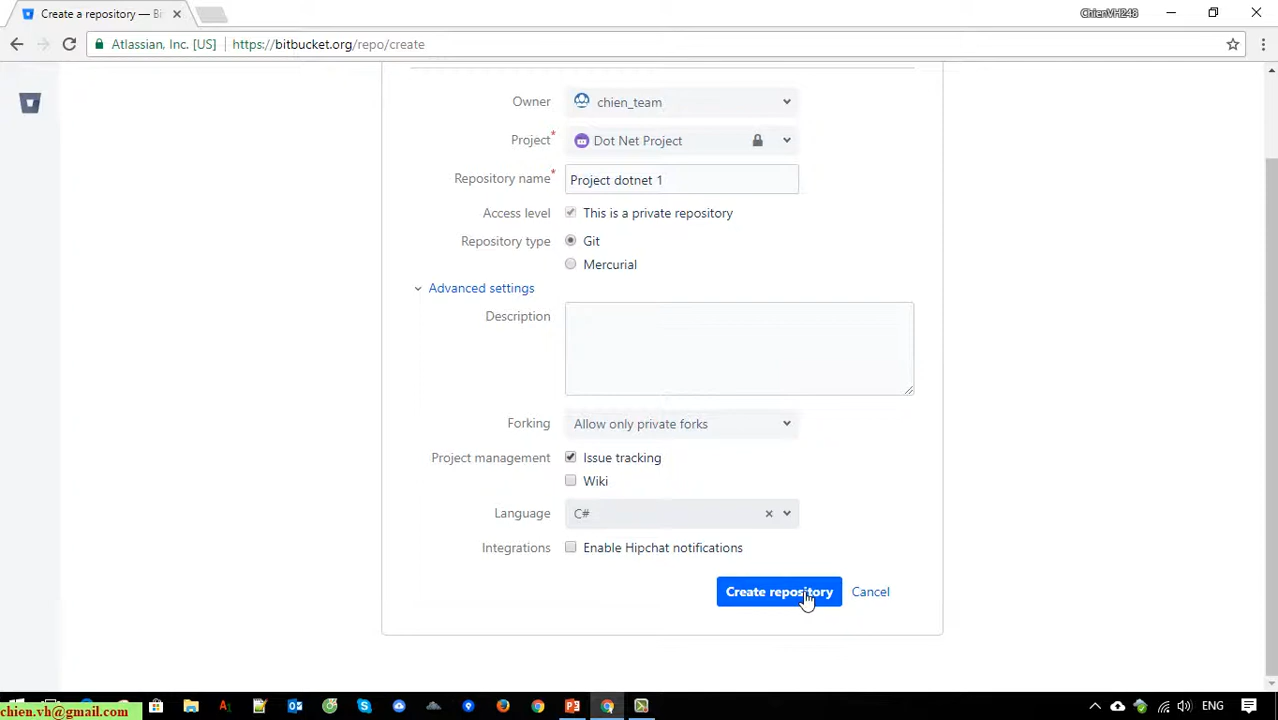 Create a repository — Bi
ChienVH248
Atlassian, Inc. [US]
https://bitbucket.org/repo/create
Owner
chien_team
Project*
Dot Net Project
Repository name*
Project dotnet 1
Access level
This is a private repository
Repository type
Git
Mercurial
Advanced settings
Description
Forking
Allow only private forks
Project management
Issue tracking
Wiki
Language
C#
Integrations
Enable Hipchat notifications
Create repository
Cancel
ENG
chien.vh@gmail.com